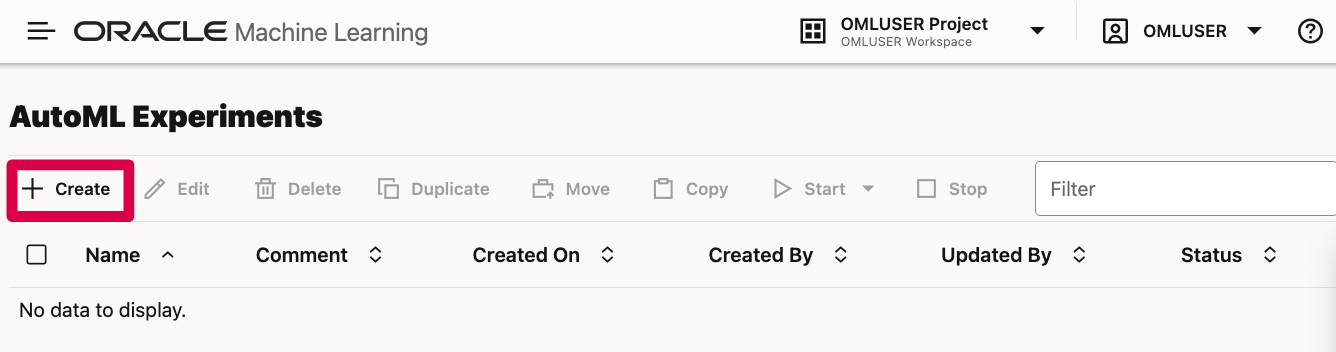 ORACLE Machine Learning
OMLUSER Project
OMLUSER Workspace
OMLUSER
AutoML Experiments
Create Edit Delete Duplicate Move Copy Start Stop Filter
Name Comment Created On Created By Updated By Status
No data to display.